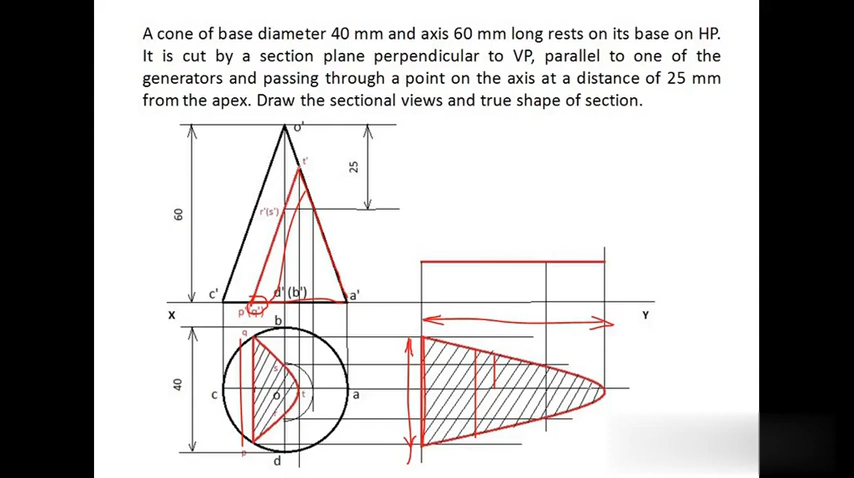 A cone of base diameter 40 mm and axis 60 mm long rests on its base on HP.
It is cut by a section plane perpendicular to VP, parallel to one of the
generators and passing through a point on the axis at a distance of 25 mm
from the apex. Draw the sectional views and true shape of section.
o'
t'
25
60
r'(s')
c'
d'(b')
a'
p'(q')
X
Y
b
q
s
40
c
o
t
a
r
p
d